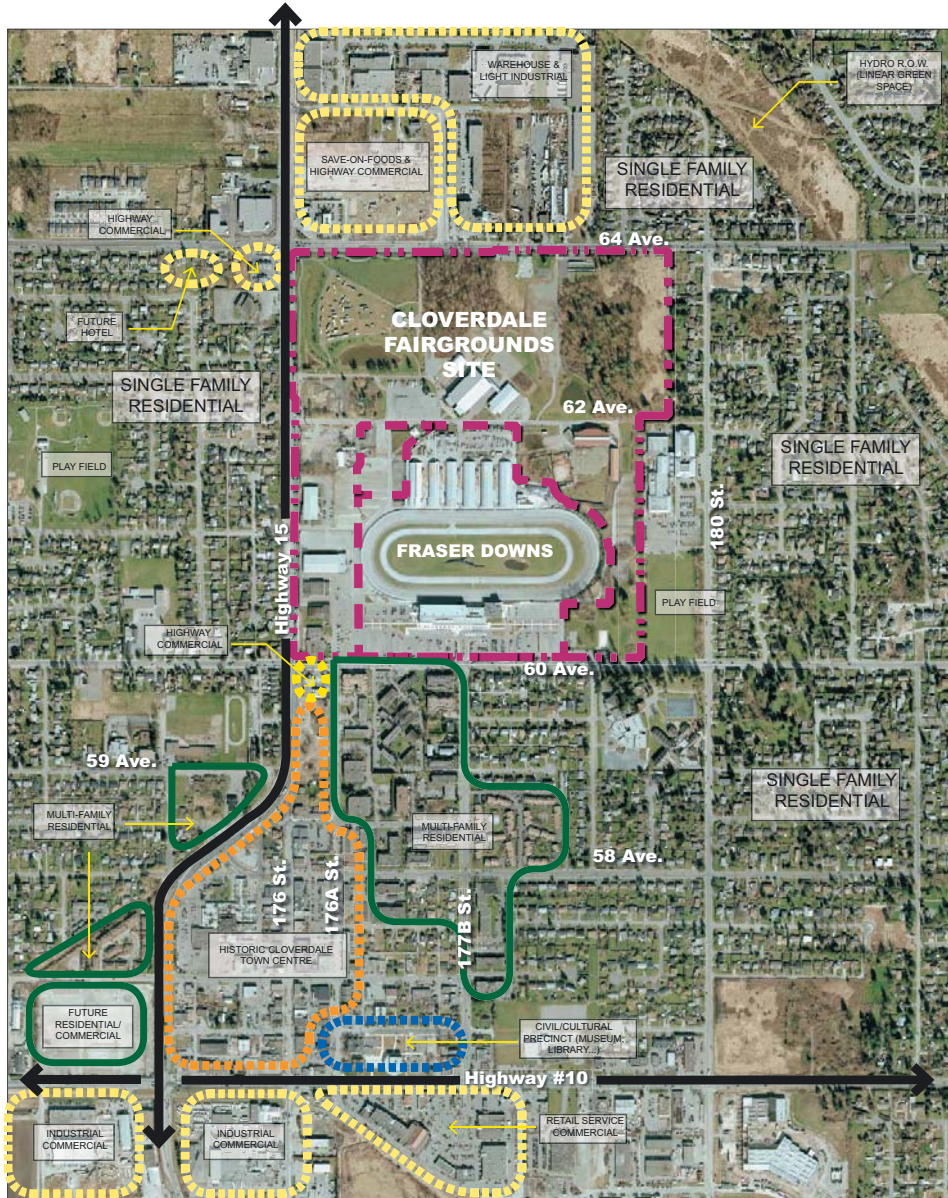 WAREHOUSE &
LIGHT INDUSTRIAL
HYDRO R.O.W.
(LINEAR GREEN
SPACE)
SAVE-ON-FOODS &
HIGHWAY COMMERCIAL
SINGLE FAMILY
RESIDENTIAL
HIGHWAY
COMMERCIAL
64 Ave.
FUTURE
HOTEL
CLOVERDALE
FAIRGROUNDS
SITE
SINGLE FAMILY
RESIDENTIAL
62 Ave.
SINGLE FAMILY
RESIDENTIAL
PLAY FIELD
180 St.
Highway 15
FRASER DOWNS
PLAY FIELD
HIGHWAY
COMMERCIAL
60 Ave.
59 Ave.
SINGLE FAMILY
RESIDENTIAL
MULTI-FAMILY
RESIDENTIAL
MULTI-FAMILY
RESIDENTIAL
58 Ave.
176 St.
176A St.
177B St.
HISTORIC CLOVERDALE
TOWN CENTRE
FUTURE
RESIDENTIAL/
COMMERCIAL
CIVIL/CULTURAL
PRECINCT (MUSEUM,
LIBRARY...)
Highway #10
INDUSTRIAL
COMMERCIAL
INDUSTRIAL
COMMERCIAL
RETAIL SERVICE
COMMERCIAL